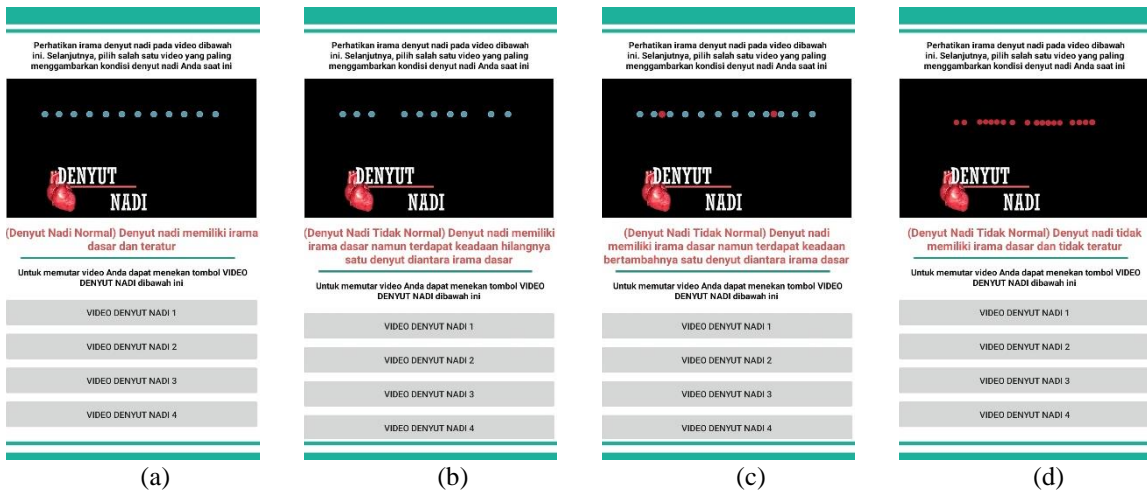 Perhatikan irama denyut nadi pada video dibawah
ini. Selanjutnya, pilih salah satu video yang paling
menggambarkan kondisi denyut nadi Anda saat ini
DENYUT
NADI
(Denyut Nadi Normal) Denyut nadi memiliki irama
dasar dan teratur
Untuk memutar video Anda dapat menekan tombol VIDEO
DENYUT NADI dibawah ini
VIDEO DENYUT NADI 1
VIDEO DENYUT NADI 2
VIDEO DENYUT NADI 3
VIDEO DENYUT NADI 4
(a)
Perhatikan irama denyut nadi pada video dibawah
ini. Selanjutnya, pilih salah satu video yang paling
menggambarkan kondisi denyut nadi Anda saat ini
DENYUT
NADI
(Denyut Nadi Tidak Normal) Denyut nadi memiliki
irama dasar namun terdapat keadaan hilangnya
satu denyut diantara irama dasar
Untuk memutar video Anda dapat menekan tombol VIDEO
DENYUT NADI dibawah ini
VIDEO DENYUT NADI 1
VIDEO DENYUT NADI 2
VIDEO DENYUT NADI 3
VIDEO DENYUT NADI 4
(b)
Perhatikan irama denyut nadi pada video dibawah
ini. Selanjutnya, pilih salah satu video yang paling
menggambarkan kondisi denyut nadi Anda saat ini
DENYUT
NADI
(Denyut Nadi Tidak Normal) Denyut nadi
memiliki irama dasar namun terdapat keadaan
bertambahnya satu denyut diantara irama dasar
Untuk memutar video Anda dapat menekan tombol VIDEO
DENYUT NADI dibawah ini
VIDEO DENYUT NADI 1
VIDEO DENYUT NADI 2
VIDEO DENYUT NADI 3
VIDEO DENYUT NADI 4
(c)
Perhatikan irama denyut nadi pada video dibawah
ini. Selanjutnya, pilih salah satu video yang paling
menggambarkan kondisi denyut nadi Anda saat ini
DENYUT
NADI
(Denyut Nadi Tidak Normal) Denyut nadi tidak
memiliki irama dasar dan tidak teratur
Untuk memutar video Anda dapat menekan tombol VIDEO
DENYUT NADI dibawah ini
VIDEO DENYUT NADI 1
VIDEO DENYUT NADI 2
VIDEO DENYUT NADI 3
VIDEO DENYUT NADI 4
(d)